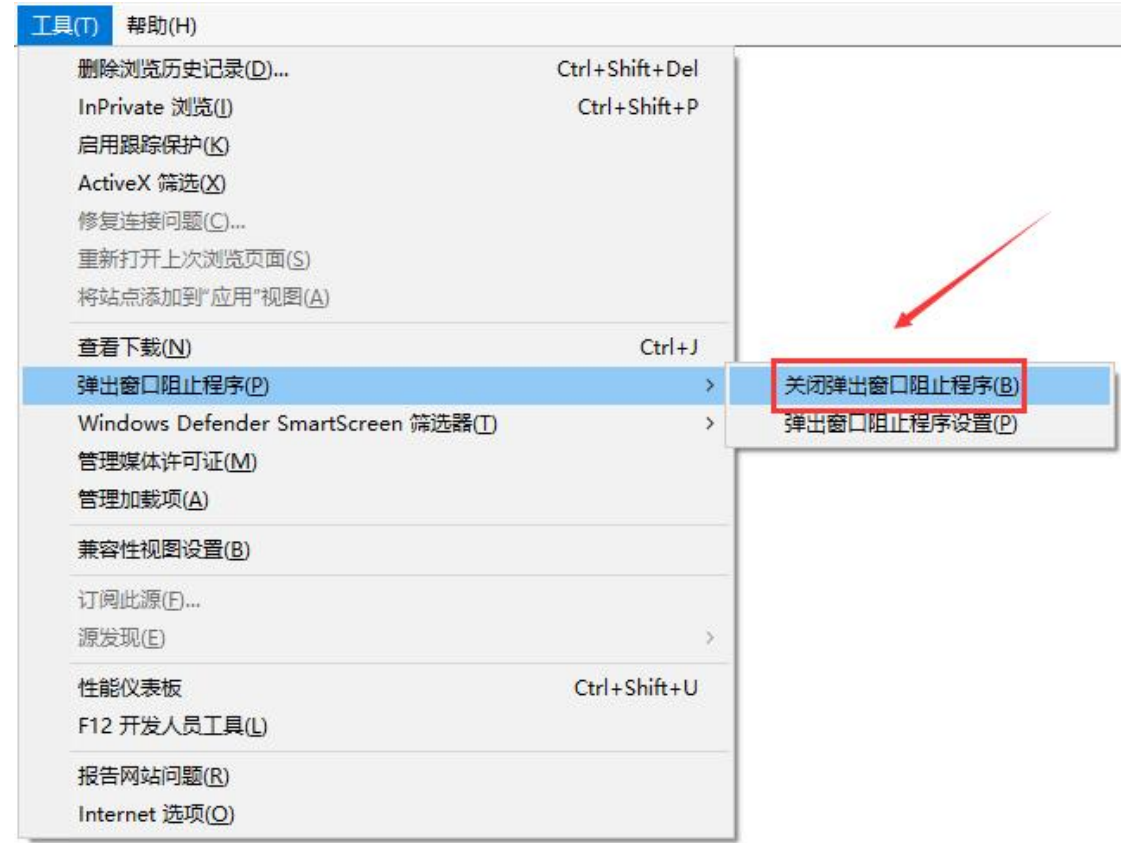 工具(T) 帮助(H)
删除浏览历史记录(D)... Ctrl+Shift+Del
InPrivate 浏览(I) Ctrl+Shift+P
启用跟踪保护(K)
ActiveX 筛选(X)
修复连接问题(C)...
重新打开上次浏览页面(S)
将站点添加到“应用”视图(A)
查看下载(N) Ctrl+J
弹出窗口阻止程序(P) > 关闭弹出窗口阻止程序(B)
Windows Defender SmartScreen 筛选器(T) > 弹出窗口阻止程序设置(P)
管理媒体许可证(M)
管理加载项(A)
兼容性视图设置(B)
订阅此源(F)...
源发现(E) >
性能仪表板 Ctrl+Shift+U
F12 开发人员工具(L)
报告网站问题(R)
Internet 选项(O)